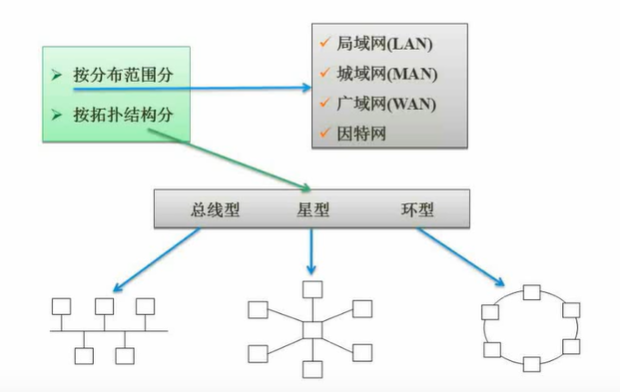 按分布范围分
按拓扑结构分
局域网(LAN)
城域网(MAN)
广域网(WAN)
因特网
总线型 星型 环型